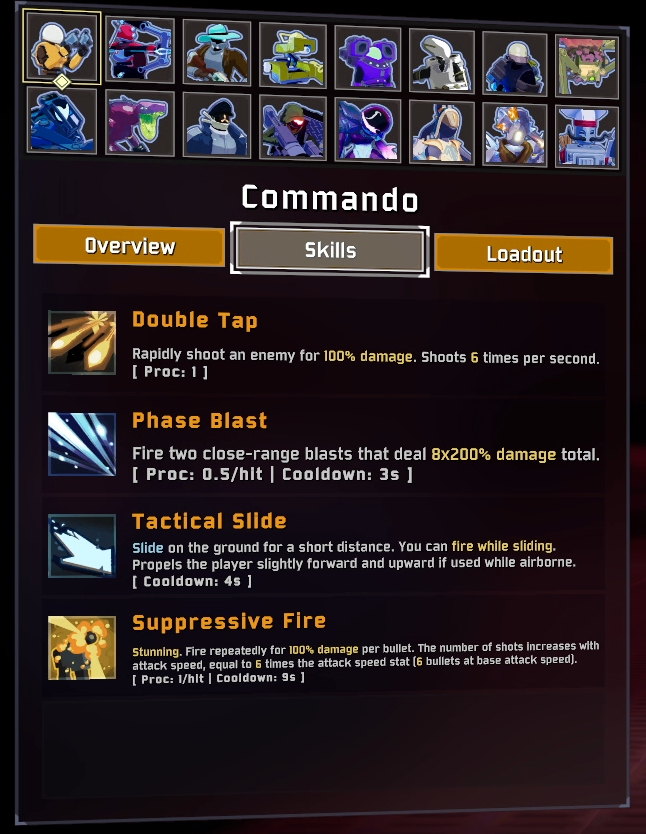 Commando
Overview
Skills
Loadout
Double Tap
Rapidly shoot an enemy for 100% damage. Shoots 6 times per second.
[ Proc: 1 ]
Phase Blast
Fire two close-range blasts that deal 8x200% damage total.
[ Proc: 0.5/hit | Cooldown: 3s ]
Tactical Slide
Slide on the ground for a short distance. You can fire while sliding.
Propels the player slightly forward and upward if used while airborne.
[ Cooldown: 4s ]
Suppressive Fire
Stunning. Fire repeatedly for 100% damage per bullet. The number of shots increases with
attack speed, equal to 6 times the attack speed stat (6 bullets at base attack speed).
[ Proc: 1/hit | Cooldown: 9s ]